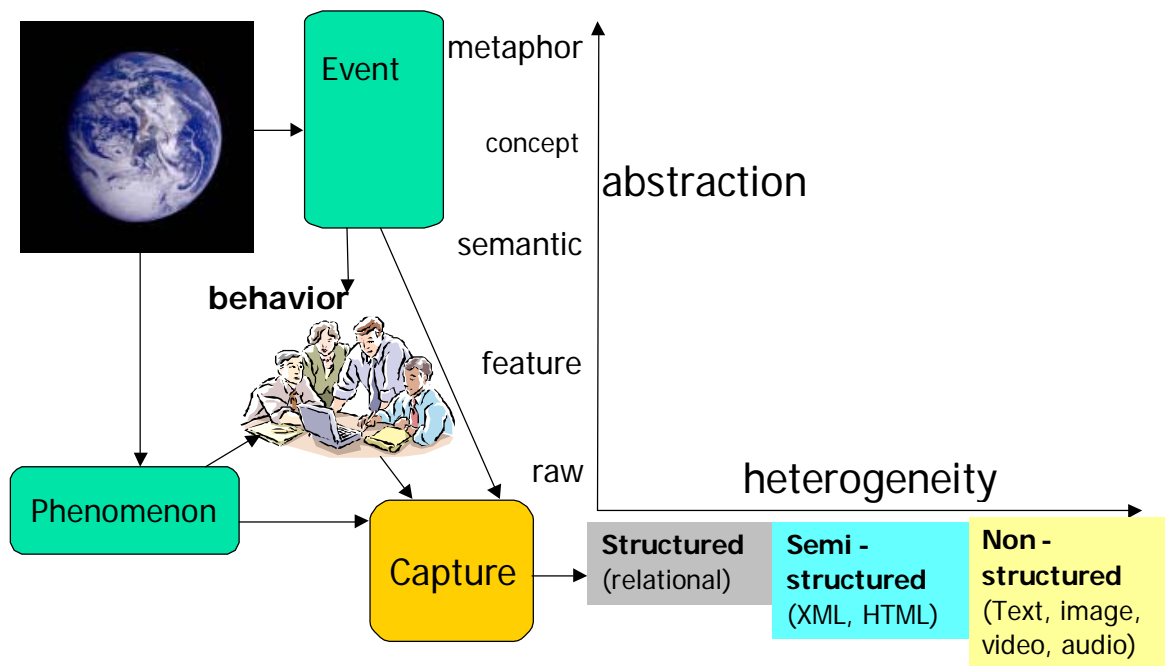 Event
metaphor
concept
abstraction
semantic
behavior
feature
raw
heterogeneity
Phenomenon
Capture
Structured
(relational)
Semi -
structured
(XML, HTML)
Non -
structured
(Text, image,
video, audio)